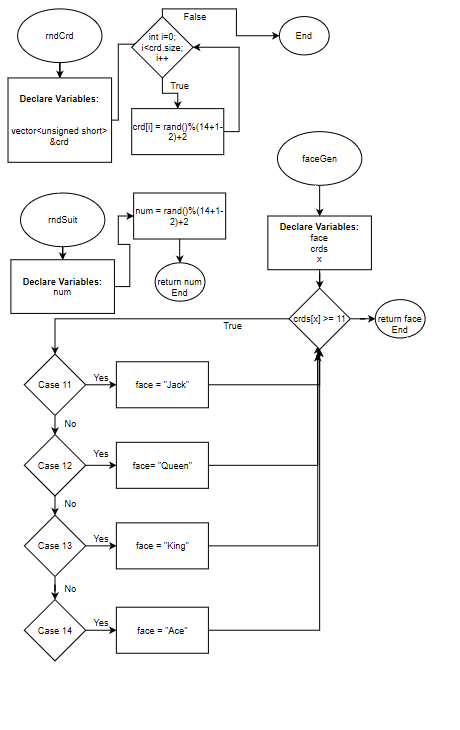 rndCrd
False
int i=0;
i<crd.size;
i++
End
True
Declare Variables:
vector<unsigned short>
&crd
crd[i] = rand()%(14+1-
2)+2
faceGen
rndSuit
num = rand()%(14+1-
2)+2
Declare Variables:
face
crds
x
Declare Variables:
num
return num
End
crds[x] >= 11
return face
End
True
Case 11
Yes
face = "Jack"
No
Case 12
Yes
face= "Queen"
No
Case 13
Yes
face = "King"
No
Case 14
Yes
face = "Ace"